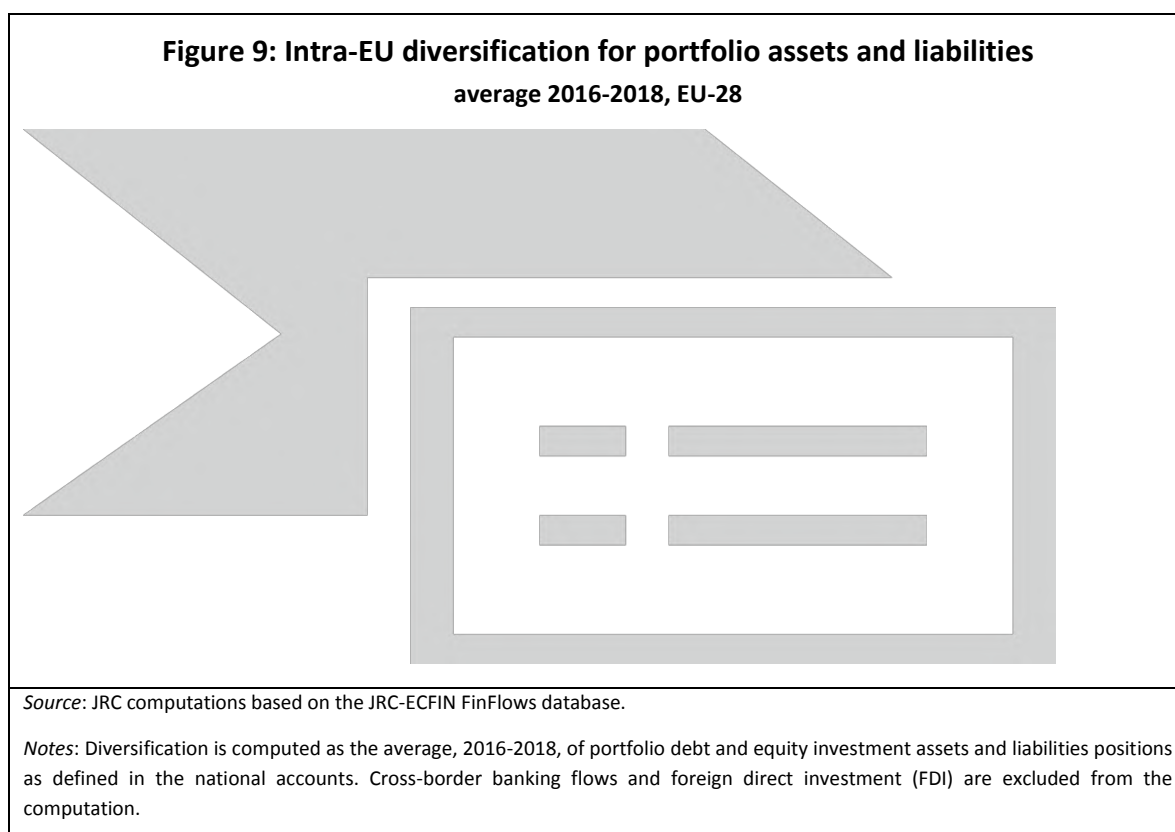 Figure 9: Intra-EU diversification for portfolio assets and liabilities
average 2016-2018, EU-28
Source: JRC computations based on the JRC-ECFIN FinFlows database.
Notes: Diversification is computed as the average, 2016-2018, of portfolio debt and equity investment assets and liabilities positions
as defined in the national accounts. Cross-border banking flows and foreign direct investment (FDI) are excluded from the
computation.